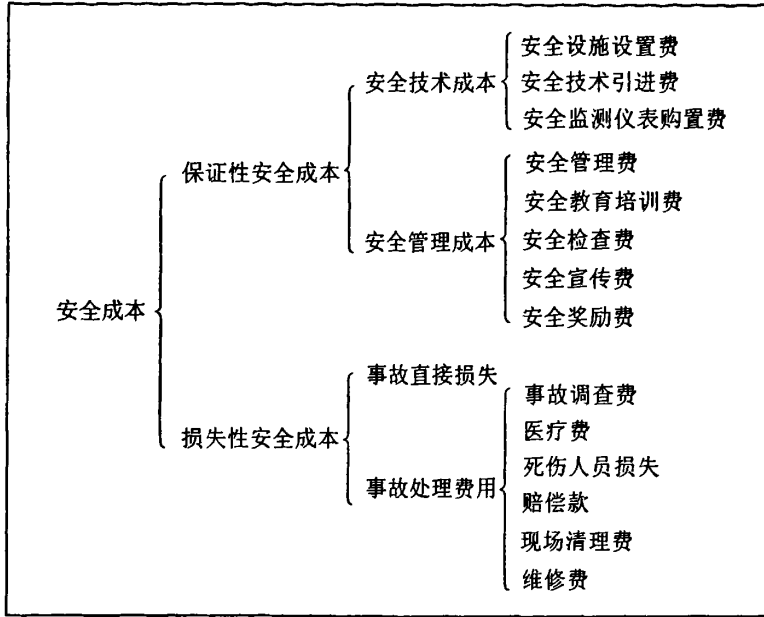 安全成本
保证性安全成本
安全技术成本
安全设施设置费
安全技术引进费
安全监测仪表购置费
安全管理成本
安全管理费
安全教育培训费
安全检查费
安全宣传费
安全奖励费
损失性安全成本
事故直接损失
事故处理费用
事故调查费
医疗费
死伤人员损失
赔偿款
现场清理费
维修费